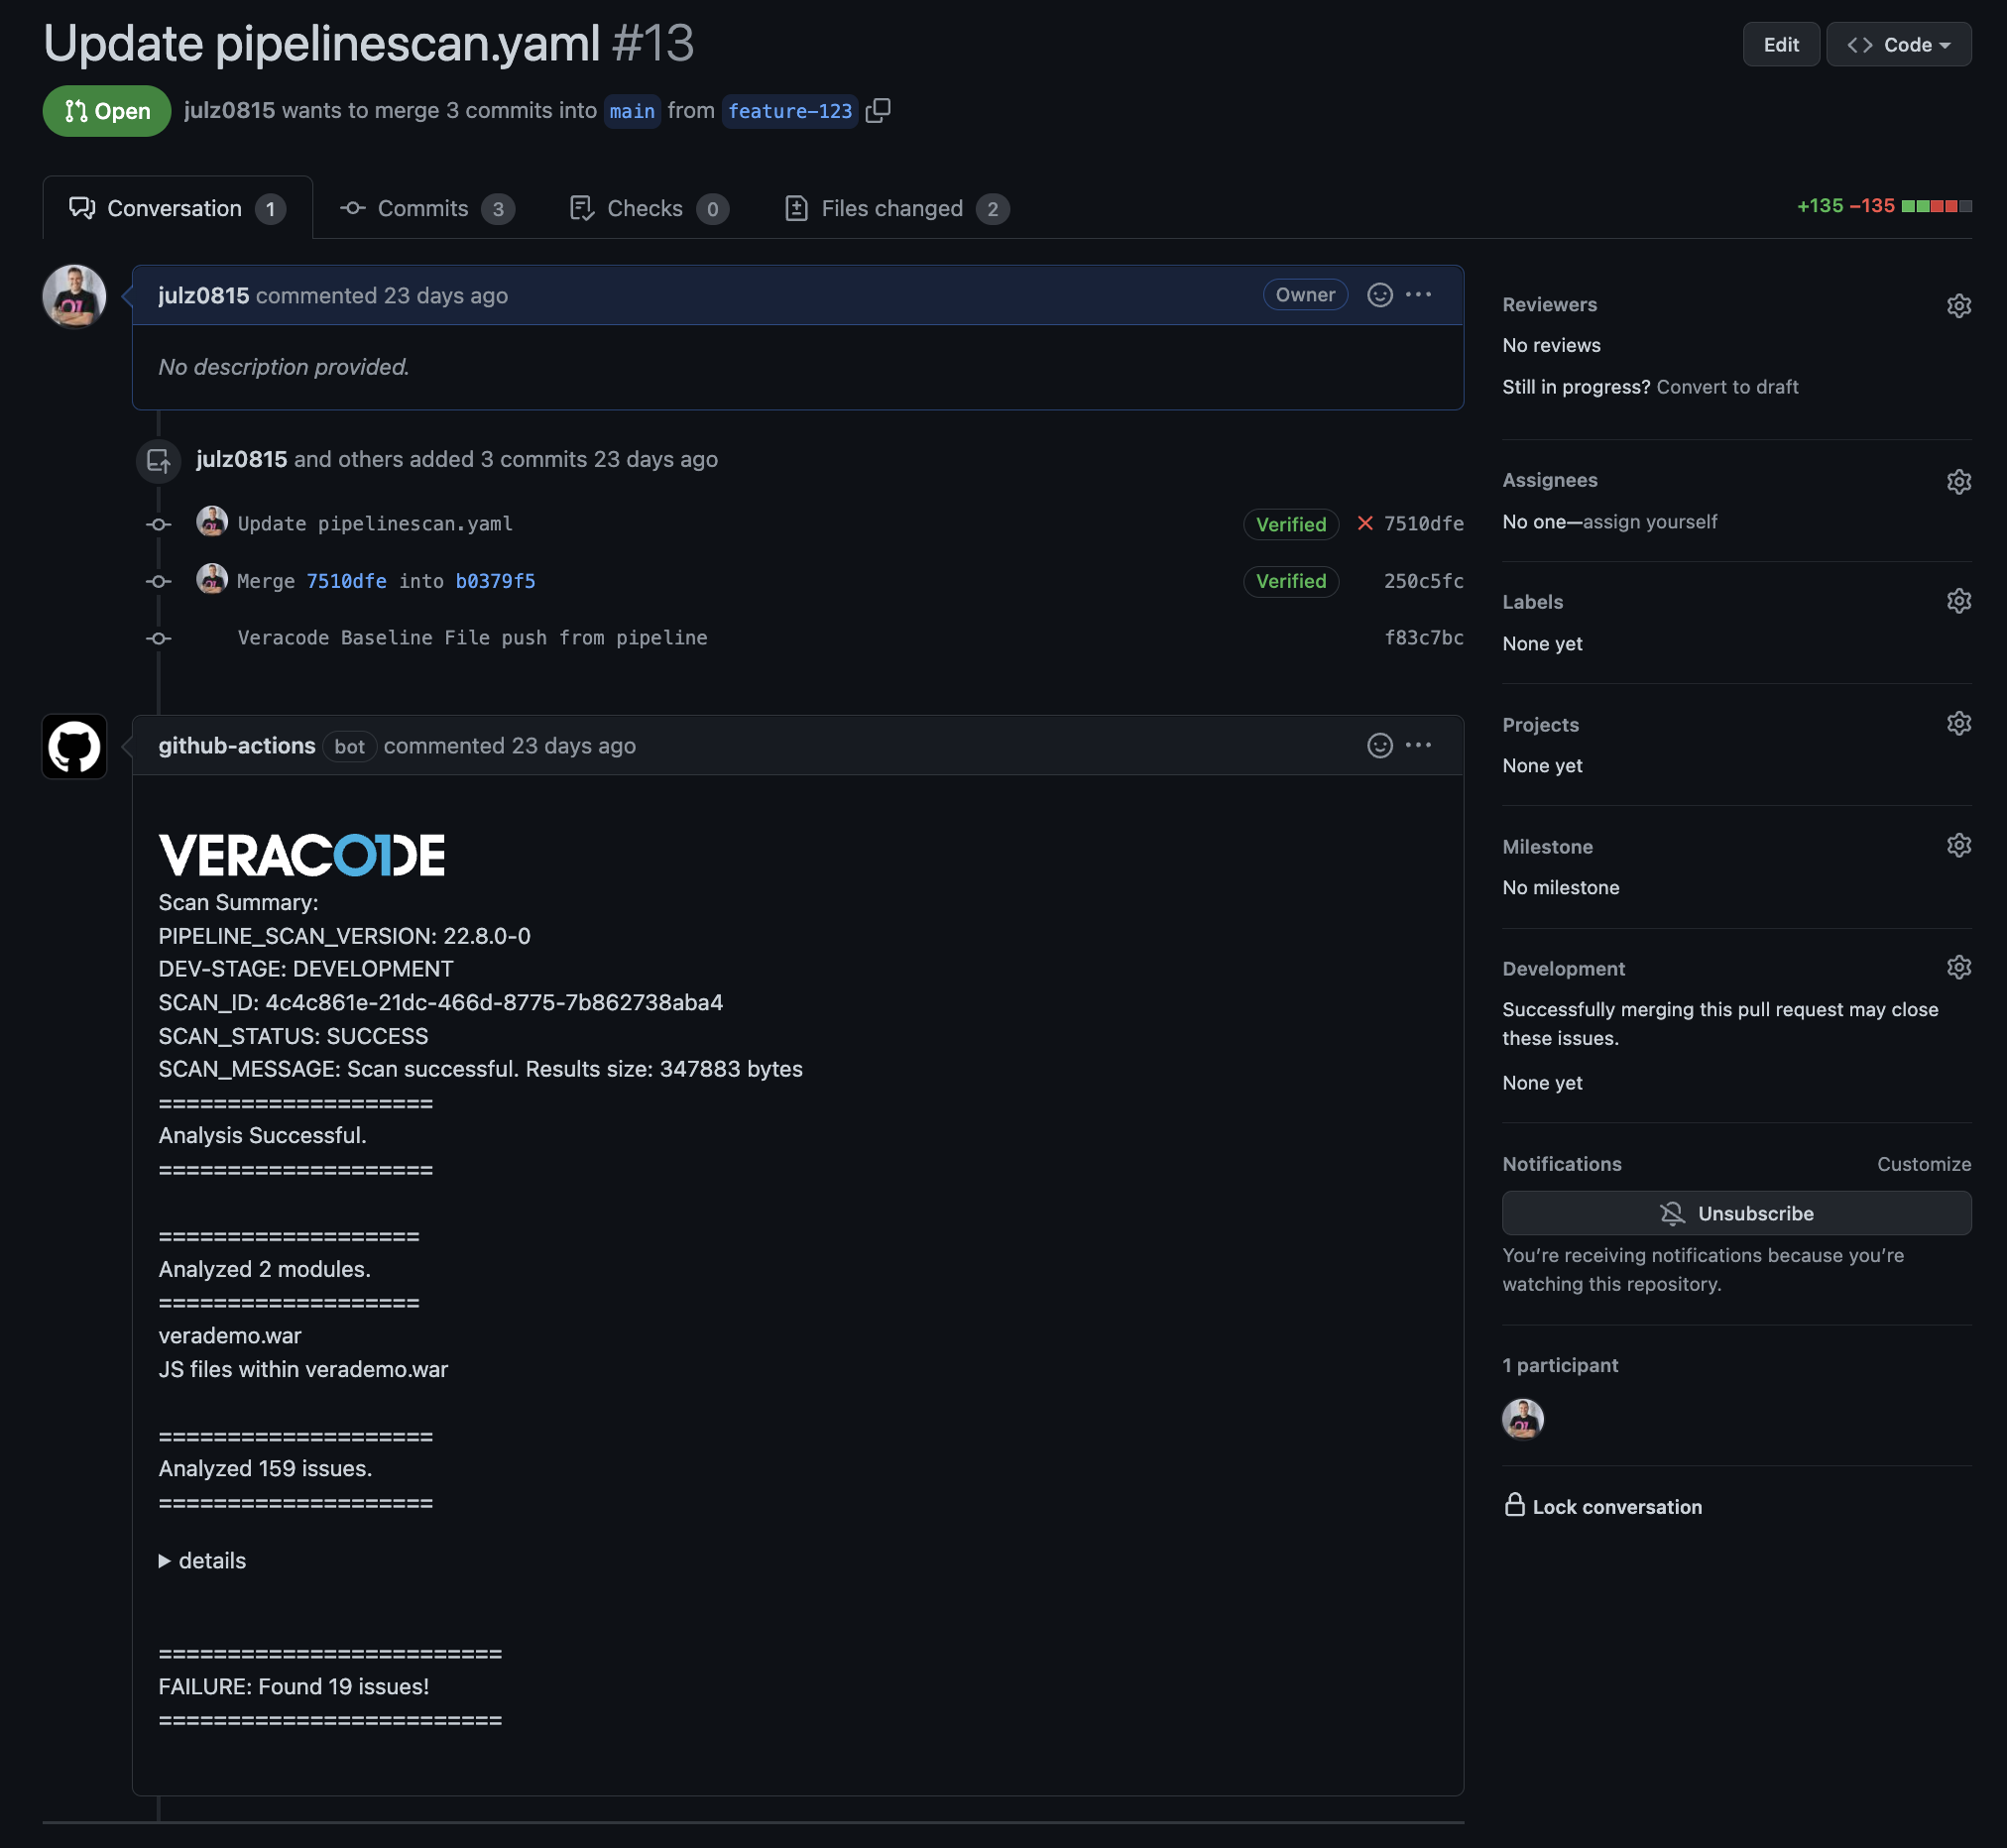 Update pipelinescan.yaml #13
Edit
<> Code
Open
julz0815 wants to merge 3 commits into main from feature-123
Conversation 1
Commits 3
Checks 0
Files changed 2
+135 −135
julz0815 commented 23 days ago
Owner
No description provided.
julz0815 and others added 3 commits 23 days ago
Update pipelinescan.yaml
Verified
7510dfe
Merge 7510dfe into b0379f5
Verified
250c5fc
Veracode Baseline File push from pipeline
f83c7bc
github-actions bot commented 23 days ago
VERACODE
Scan Summary:
PIPELINE_SCAN_VERSION: 22.8.0-0
DEV-STAGE: DEVELOPMENT
SCAN_ID: 4c4c861e-21dc-466d-8775-7b862738aba4
SCAN_STATUS: SUCCESS
SCAN_MESSAGE: Scan successful. Results size: 347883 bytes
====================
Analysis Successful.
====================
===================
Analyzed 2 modules.
===================
verademo.war
JS files within verademo.war
====================
Analyzed 159 issues.
====================
details
=========================
FAILURE: Found 19 issues!
=========================
Reviewers
No reviews
Still in progress? Convert to draft
Assignees
No one—assign yourself
Labels
None yet
Projects
None yet
Milestone
No milestone
Development
Successfully merging this pull request may close
these issues.
None yet
Notifications
Customize
Unsubscribe
You’re receiving notifications because you’re
watching this repository.
1 participant
Lock conversation